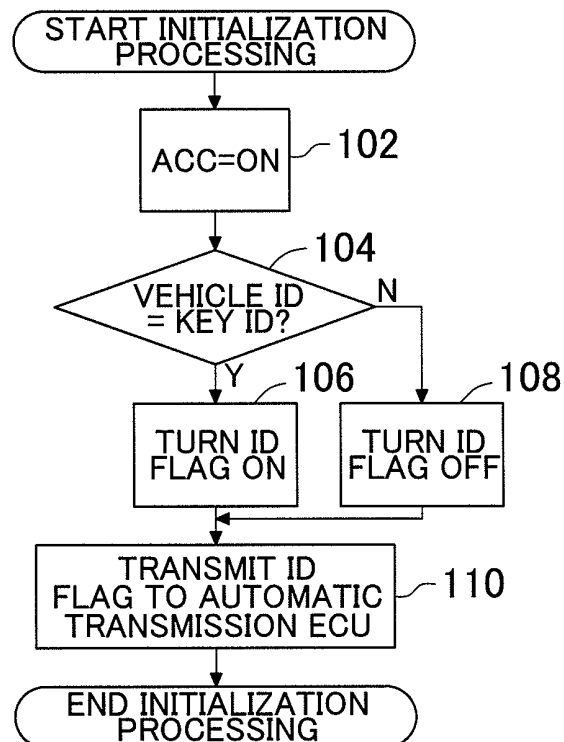 START INITIALIZATION
PROCESSING
ACC=ON
102
104
VEHICLE ID
= KEY ID?
N
Y
106
108
TURN ID
FLAG ON
TURN ID
FLAG OFF
TRANSMIT ID
FLAG TO AUTOMATIC
TRANSMISSION ECU
110
END INITIALIZATION
PROCESSING